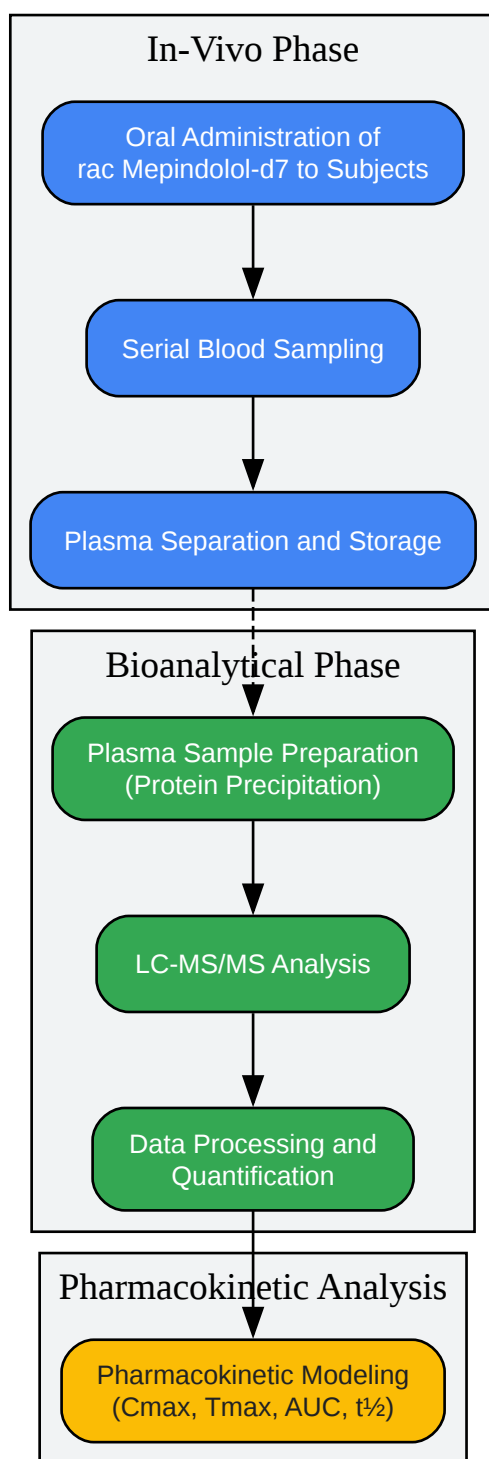 In-Vivo Phase
Oral Administration of
rac Mepindolol-d7 to Subjects
Serial Blood Sampling
Plasma Separation and Storage
Bioanalytical Phase
Plasma Sample Preparation
(Protein Precipitation)
LC-MS/MS Analysis
Data Processing and
Quantification
Pharmacokinetic Analysis
Pharmacokinetic Modeling
(Cmax, Tmax, AUC, t½)